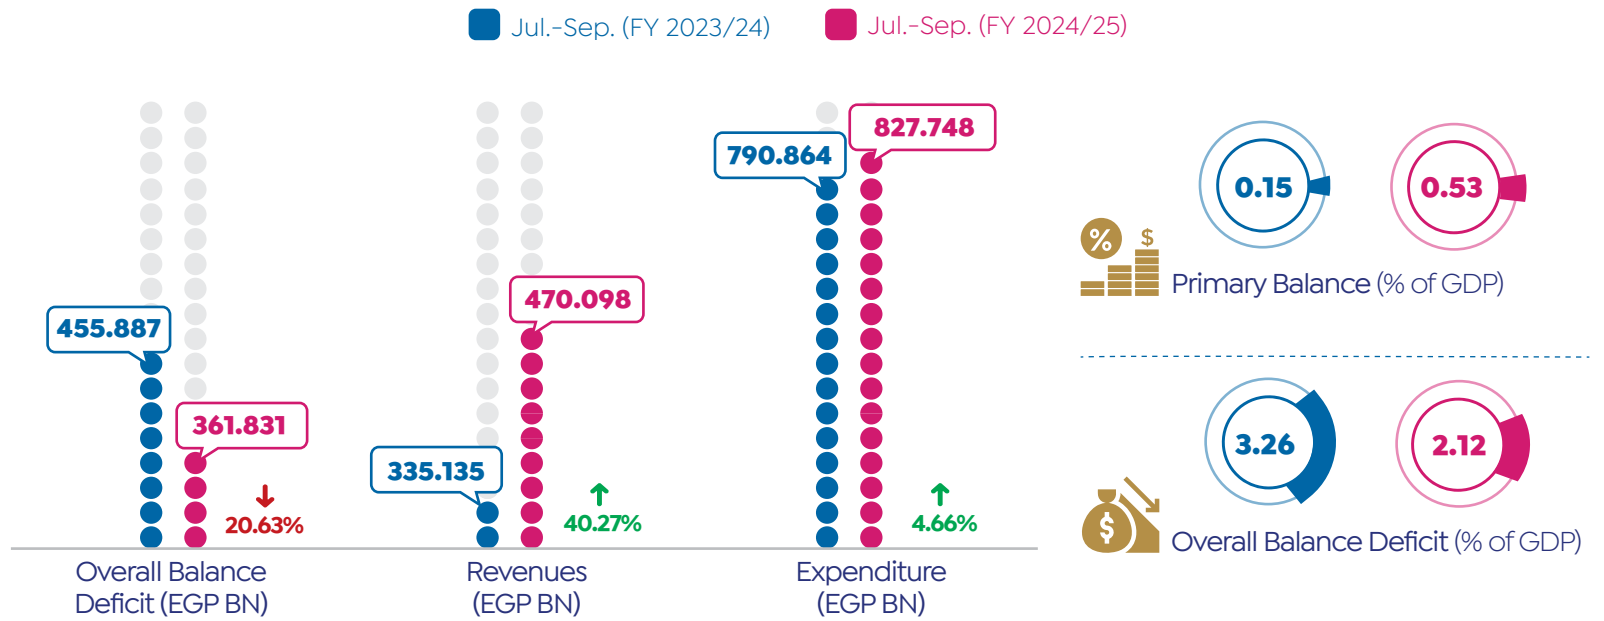 Jul.-Sep. (FY 2023/24)
Jul.-Sep. (FY 2024/25)
455.887
361.831
20.63%
Overall Balance
Deficit (EGP BN)
335.135
470.098
40.27%
Revenues
(EGP BN)
790.864
827.748
4.66%
Expenditure
(EGP BN)
0.15
0.53
%
$
Primary Balance (% of GDP)
3.26
2.12
$
Overall Balance Deficit (% of GDP)